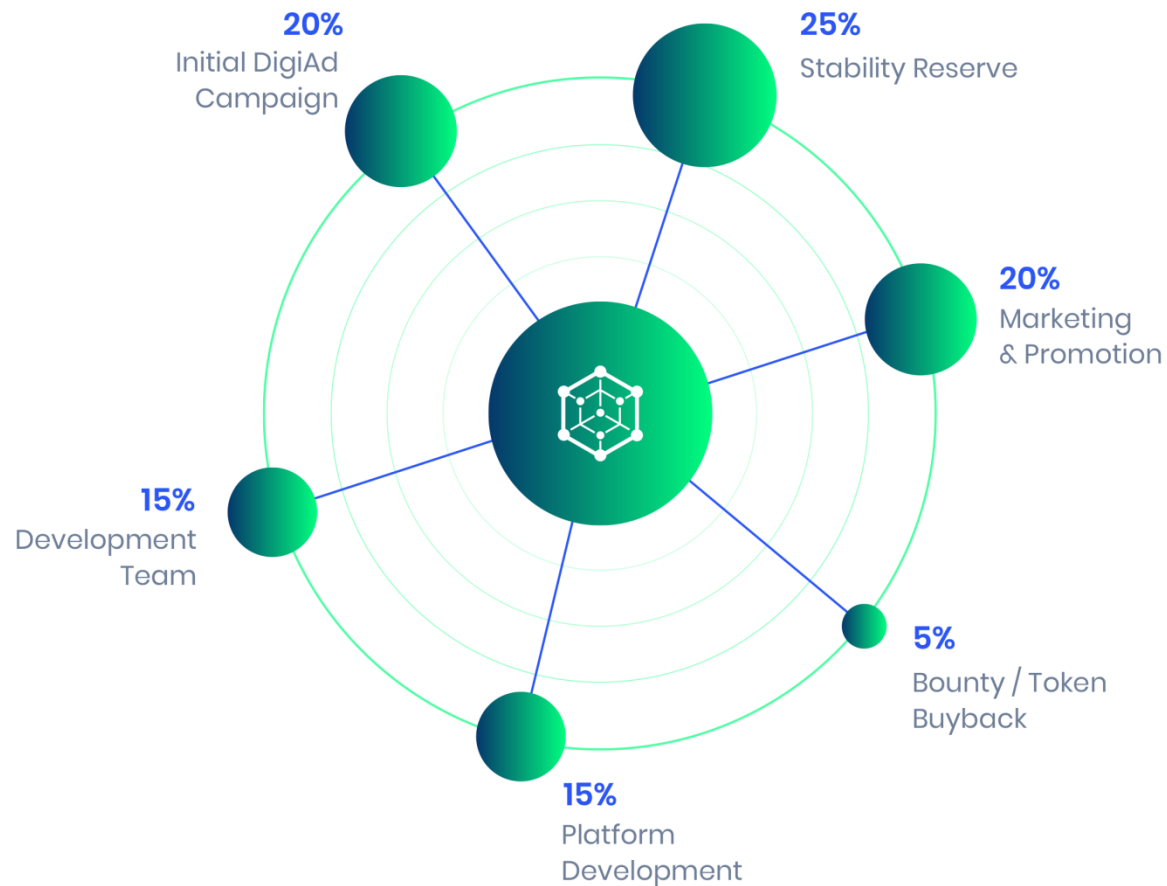 20%
Initial DigiAd
Campaign
25%
Stability Reserve
20%
Marketing
& Promotion
15%
Development
Team
5%
Bounty / Token
Buyback
15%
Platform
Development